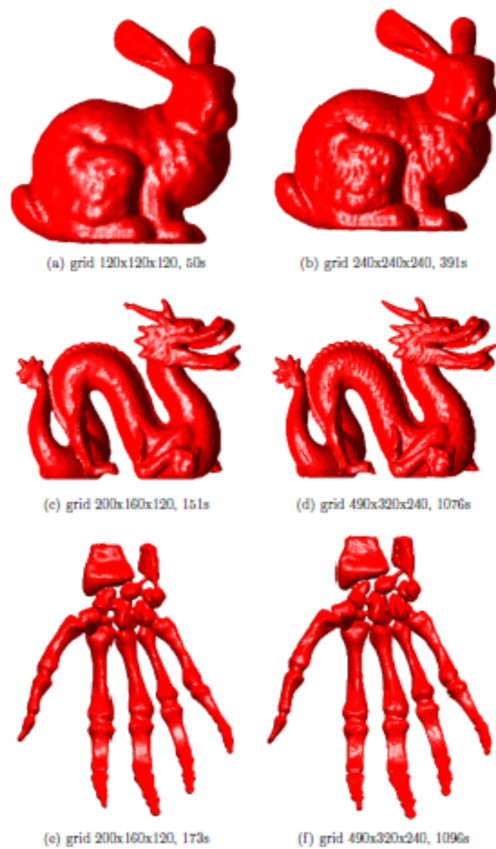 (a) grid 120x120x120, 50s
(b) grid 240x240x240, 391s
(c) grid 200x160x120, 151s
(d) grid 490x320x240, 1076s
(e) grid 200x160x120, 173s
(f) grid 490x320x240, 1096s